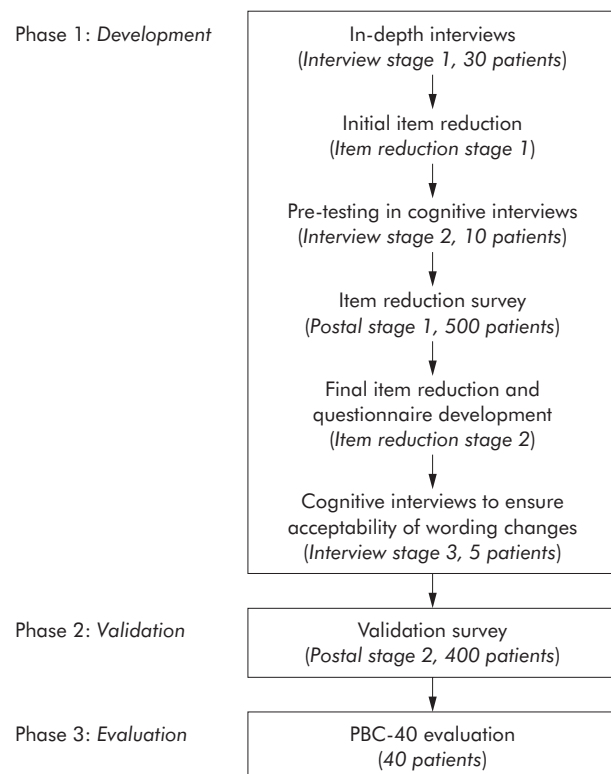 Phase 1: Development
In-depth interviews
(Interview stage 1, 30 patients)
Initial item reduction
(Item reduction stage 1)
Pre-testing in cognitive interviews
(Interview stage 2, 10 patients)
Item reduction survey
(Postal stage 1, 500 patients)
Final item reduction and
questionnaire development
(Item reduction stage 2)
Cognitive interviews to ensure
acceptability of wording changes
(Interview stage 3, 5 patients)
Phase 2: Validation
Validation survey
(Postal stage 2, 400 patients)
Phase 3: Evaluation
PBC-40 evaluation
(40 patients)